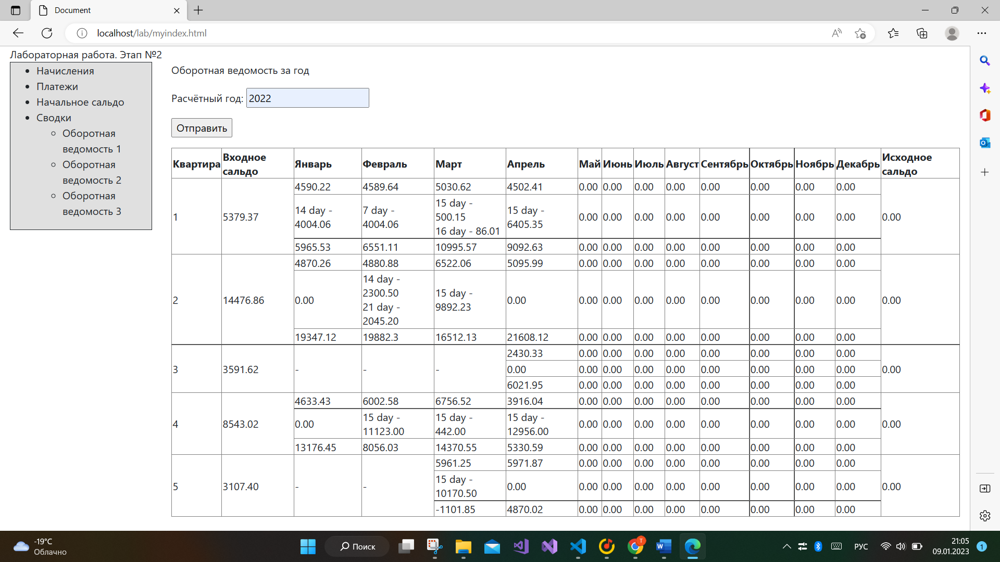 Document
localhost/lab/myindex.html
Лабораторная работа. Этап №2
Начисления
Платежи
Начальное сальдо
Сводки
Оборотная
ведомость 1
Оборотная
ведомость 2
Оборотная
ведомость 3
Оборотная ведомость за год
Расчётный год: 2022
Отправить
Квартира Входное сальдо Январь Февраль Март Апрель Май Июнь Июль Август Сентябрь Октябрь Ноябрь Декабрь Исходное сальдо
4590.22 4589.64 5030.62 4502.41 0.00 0.00 0.00 0.00 0.00 0.00 0.00 0.00
1 5379.37 14 day - 4004.06 7 day - 4004.06 15 day - 500.15 16 day - 86.01 15 day - 6405.35 0.00 0.00 0.00 0.00 0.00 0.00 0.00 0.00 0.00
5965.53 6551.11 10995.57 9092.63 0.00 0.00 0.00 0.00 0.00 0.00 0.00 0.00
4870.26 4880.88 6522.06 5095.99 0.00 0.00 0.00 0.00 0.00 0.00 0.00 0.00
2 14476.86 0.00 14 day - 2300.50 21 day - 2045.20 15 day - 9892.23 0.00 0.00 0.00 0.00 0.00 0.00 0.00 0.00 0.00 0.00
19347.12 19882.3 16512.13 21608.12 0.00 0.00 0.00 0.00 0.00 0.00 0.00 0.00
2430.33 0.00 0.00 0.00 0.00 0.00 0.00 0.00 0.00
3 3591.62 - - - 0.00 0.00 0.00 0.00 0.00 0.00 0.00 0.00 0.00 0.00
6021.95 0.00 0.00 0.00 0.00 0.00 0.00 0.00 0.00
4633.43 6002.58 6756.52 3916.04 0.00 0.00 0.00 0.00 0.00 0.00 0.00 0.00
4 8543.02 0.00 15 day - 11123.00 15 day - 442.00 15 day - 12956.00 0.00 0.00 0.00 0.00 0.00 0.00 0.00 0.00 0.00
13176.45 8056.03 14370.55 5330.59 0.00 0.00 0.00 0.00 0.00 0.00 0.00 0.00
5961.25 5971.87 0.00 0.00 0.00 0.00 0.00 0.00 0.00 0.00
5 3107.40 - - 15 day - 10170.50 0.00 0.00 0.00 0.00 0.00 0.00 0.00 0.00 0.00 0.00
-1101.85 4870.02 0.00 0.00 0.00 0.00 0.00 0.00 0.00 0.00
-19°C
Облачно
Поиск
РУС
21:05
09.01.2023
1